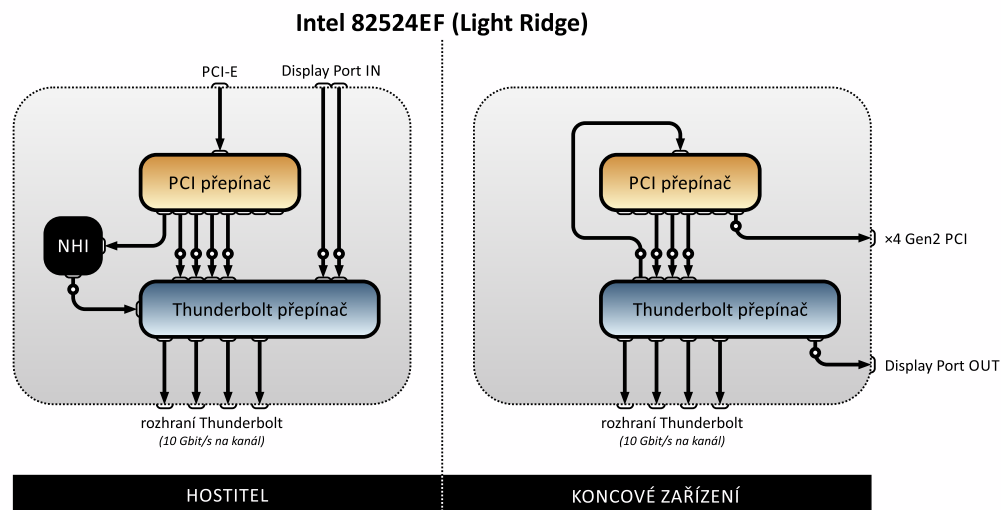 Intel 82524EF (Light Ridge)
PCI-E
Display Port IN
PCI přepínač
NHI
Thunderbolt přepínač
rozhraní Thunderbolt
(10 Gbit/s na kanál)
HOSTITEL
PCI přepínač
×4 Gen2 PCI
Thunderbolt přepínač
Display Port OUT
rozhraní Thunderbolt
(10 Gbit/s na kanál)
KONCOVÉ ZAŘÍZENÍ